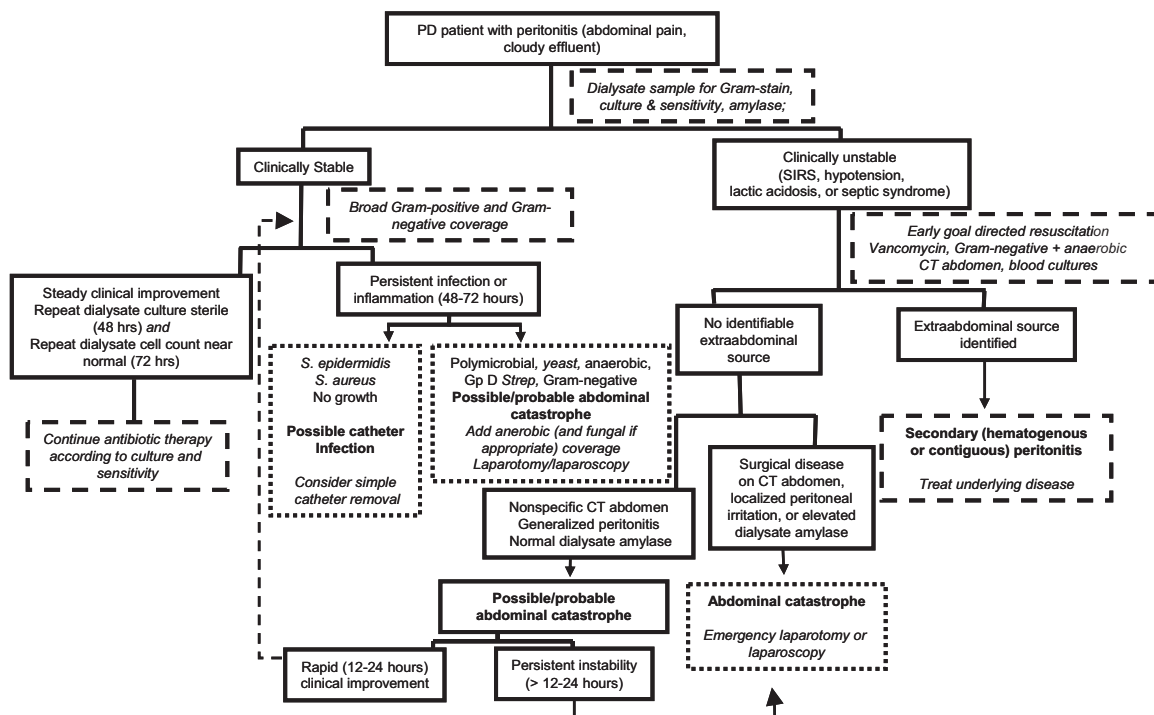 PD patient with peritonitis (abdominal pain,
cloudy effluent)
Dialysate sample for Gram-stain,
culture & sensitivity, amylase;
Clinically Stable
Clinically unstable
(SIRS, hypotension,
lactic acidosis, or septic syndrome)
Broad Gram-positive and Gram-
negative coverage
Early goal directed resuscitation
Vancomycin, Gram-negative + anaerobic
CT abdomen, blood cultures
Steady clinical improvement
Repeat dialysate culture sterile
(48 hrs) and
Repeat dialysate cell count near
normal (72 hrs)
Persistent infection or
inflammation (48-72 hours)
No identifiable
extraabdominal
source
Extraabdominal source
identified
S. epidermidis
S. aureus
No growth
Possible catheter
Infection
Consider simple
catheter removal
Polymicrobial, yeast, anaerobic,
Gp D Strep, Gram-negative
Possible/probable abdominal
catastrophe
Add anerobic (and fungal if
appropriate) coverage
Laparotomy/laparoscopy
Continue antibiotic therapy
according to culture and
sensitivity
Secondary (hematogenous
or contiguous) peritonitis
Treat underlying disease
Surgical disease
on CT abdomen,
localized peritoneal
irritation, or elevated
dialysate amylase
Nonspecific CT abdomen
Generalized peritonitis
Normal dialysate amylase
Possible/probable
abdominal catastrophe
Abdominal catastrophe
Emergency laparotomy or
laparoscopy
Rapid (12-24 hours)
clinical improvement
Persistent instability
(> 12-24 hours)